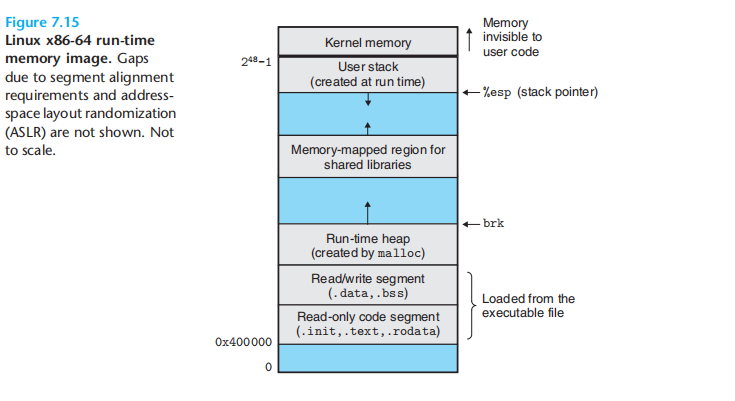 Figure 7.15
Linux x86-64 run-time
memory image. Gaps
due to segment alignment
requirements and address-
space layout randomization
(ASLR) are not shown. Not
to scale.
Memory
invisible to
user code
Kernel memory
2⁴⁸−1
User stack
(created at run time)
%esp (stack pointer)
Memory-mapped region for
shared libraries
brk
Run-time heap
(created by malloc)
Read/write segment
(.data,.bss)
Loaded from the
executable file
Read-only code segment
(.init,.text,.rodata)
0x400000
0